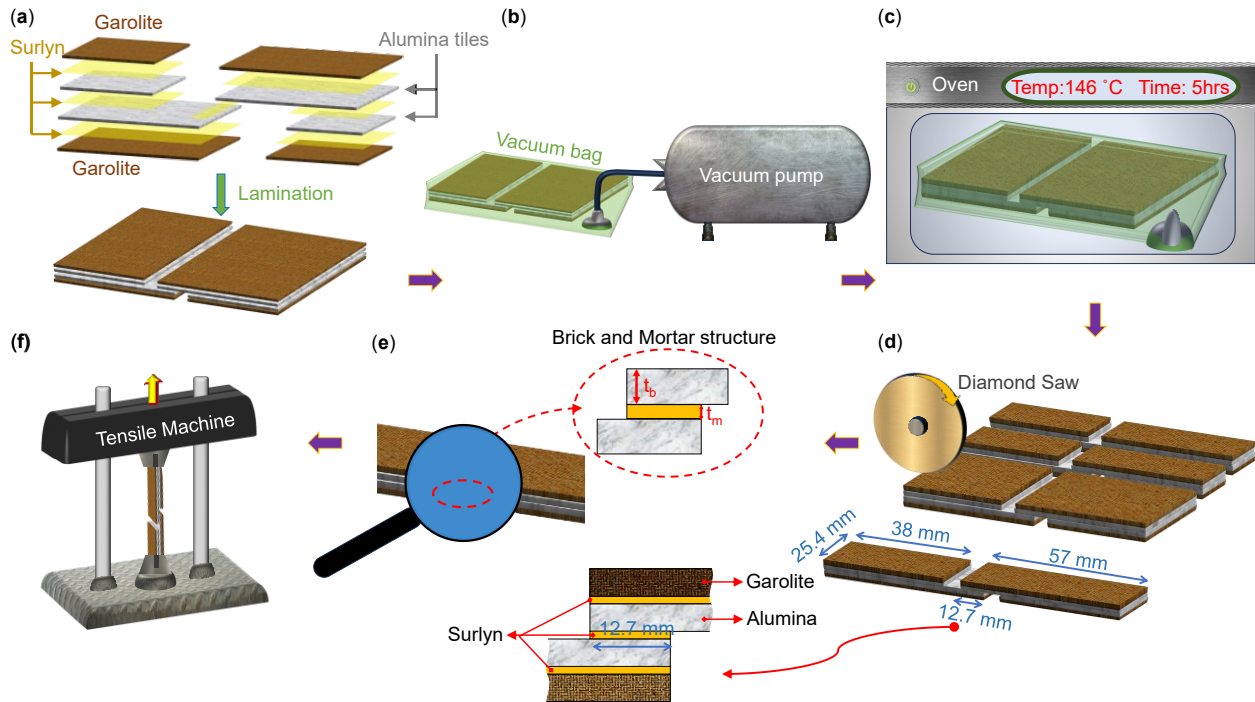 (a)
Garolite
Surlyn
Alumina tiles
Garolite
Lamination
(b)
Vacuum bag
Vacuum pump
(c)
Oven
Temp:146 ˚C Time: 5hrs
(d)
Diamond Saw
25.4 mm
38 mm
57 mm
12.7 mm
(e)
Brick and Mortar structure
t_b
t_m
Garolite
Alumina
Surlyn
12.7 mm
(f)
Tensile Machine